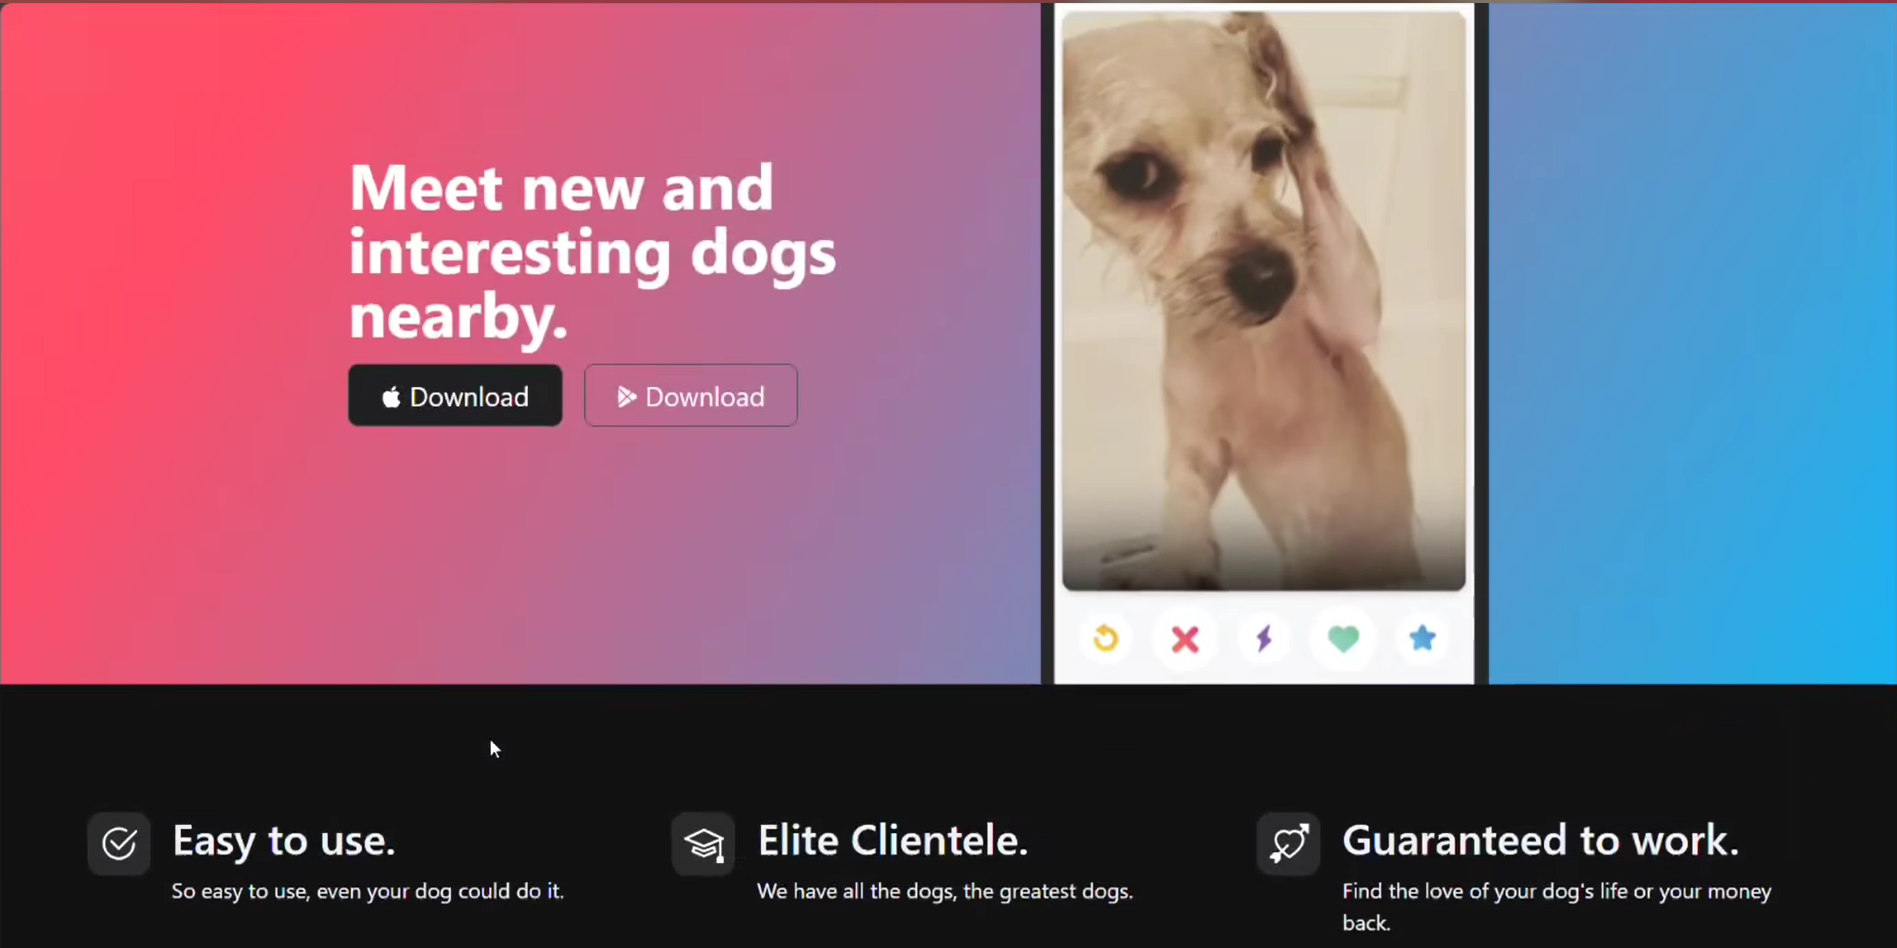 Meet new and
interesting dogs
nearby.
Download
Download
Easy to use.
So easy to use, even your dog could do it.
Elite Clientele.
We have all the dogs, the greatest dogs.
Guaranteed to work.
Find the love of your dog's life or your money
back.